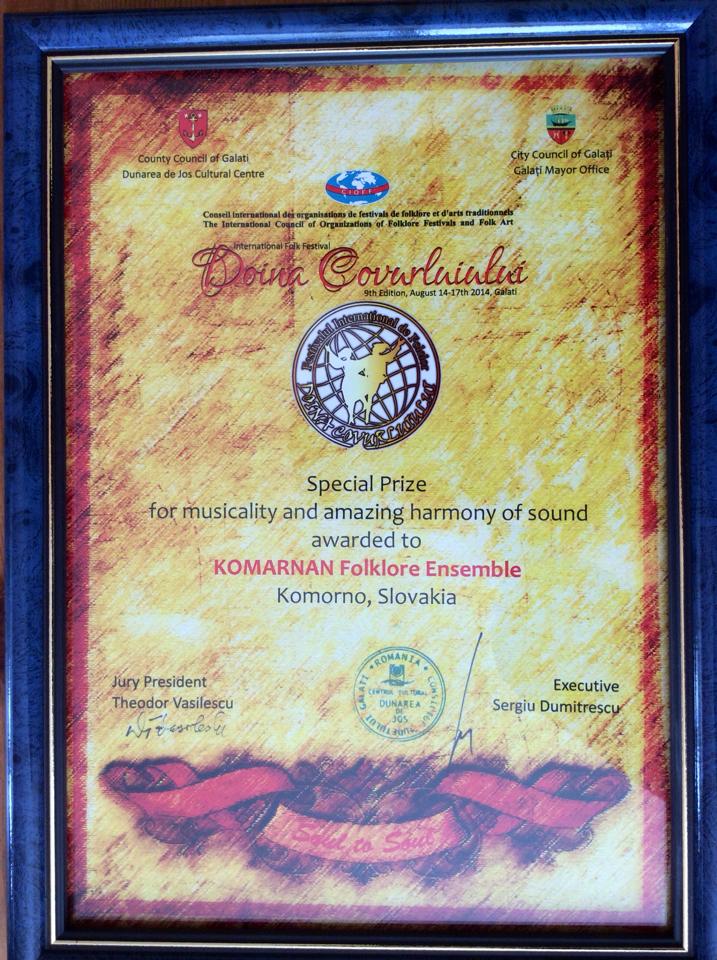 County Council of Galati
Dunarea de Jos Cultural Centre
City Council of Galați
Galați Mayor Office
CIOFF
Conseil international des organisations de festivals de folklore et d'arts traditionnels
The International Council of Organizations of Folklore Festivals and Folk Art
International Folk Festival
Doina Covurluiului
9th Edition, August 14-17th 2014, Galati
Festivalul International de Folclor
DOINA COVURLUIULUI
Special Prize
for musicality and amazing harmony of sound
awarded to
KOMARNAN Folklore Ensemble
Komorno, Slovakia
Jury President
Theodor Vasilescu
ROMANIA
CENTRUL CULTURAL
DUNAREA
DE
JOS
GALATI
Executive
Sergiu Dumitrescu
Soul to Soul